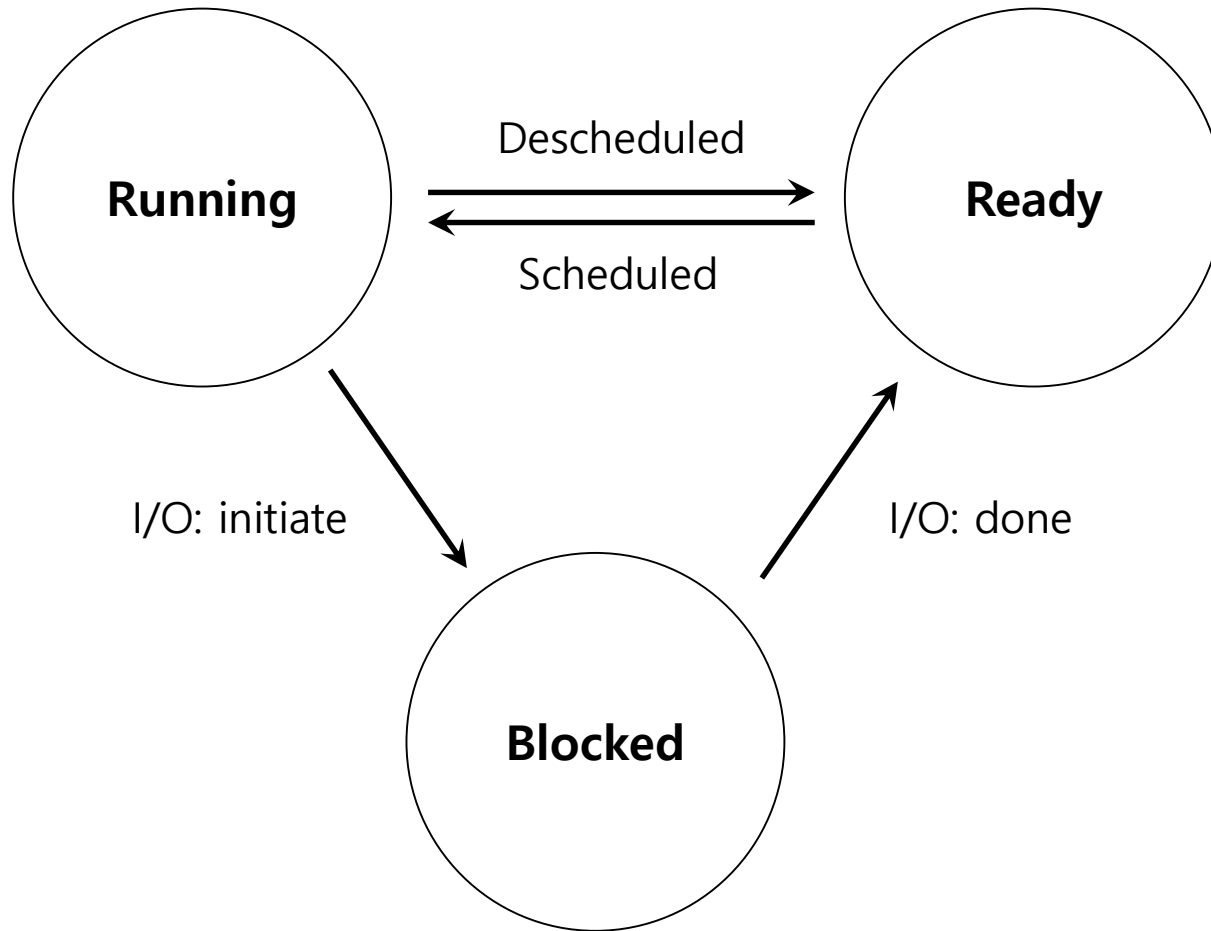 Descheduled
Running
Ready
Scheduled
I/O: initiate
I/O: done
Blocked